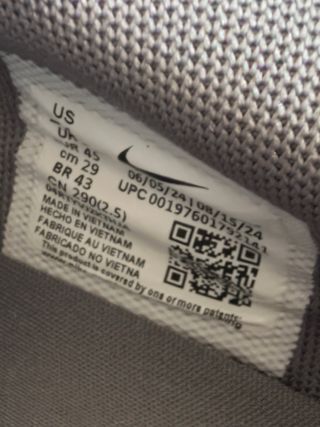 US
UK
EUR 45
cm 29
BR 43
CN 290(2.5)
06/05/24 | 08/15/24
UPC
MADE IN VIETNAM
HECHO EN VIETNAM
FABRIQUE AU VIETNAM
FABRICADO NO VIETNA
This product is covered by one or more patents.